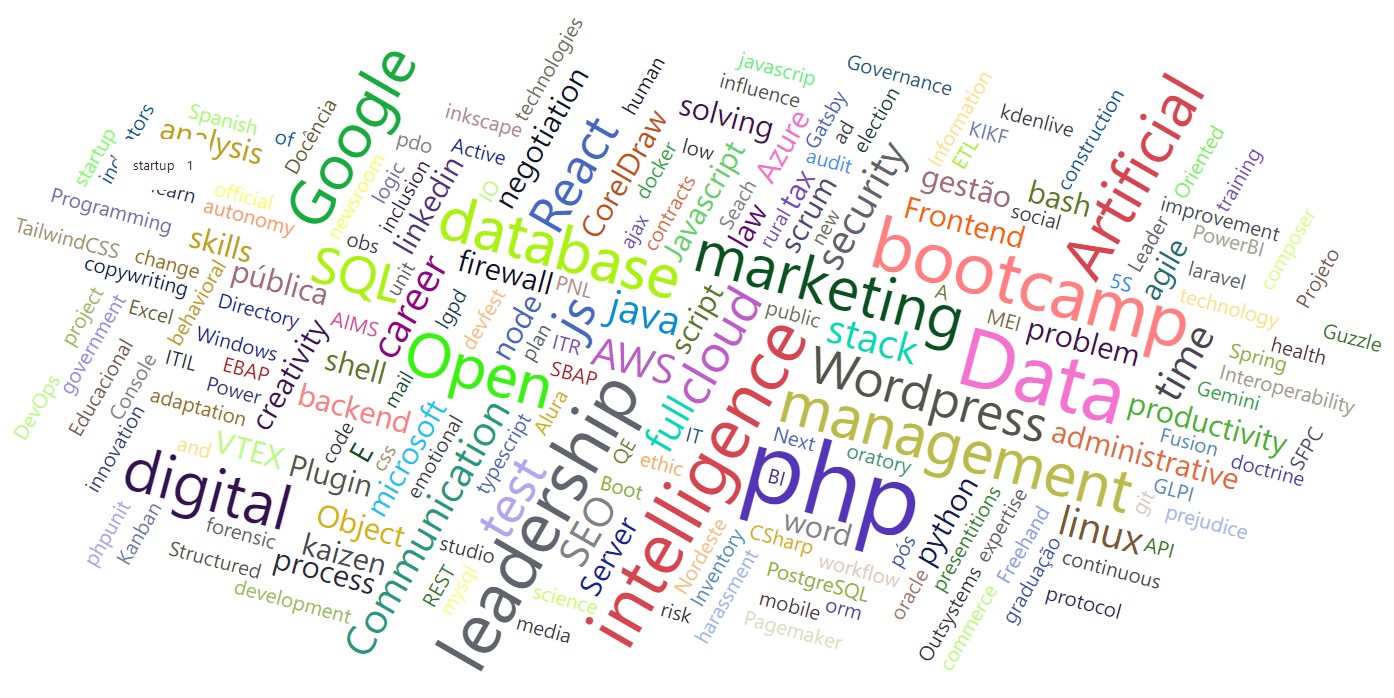 technologies
Google
javascrip
Governance
human
negotiation
influence
Information
Artificial
inkscape
solving
Gatsby
ad
election
kdenlive
construction
Spanish
of
Docência
pdo
Active
React
CorelDraw
low
docker
Azure
audit
KIKF
ETL
Oriented
training
startup
analysis
startup 1
newsroom
logic
inclusion
linkedin
IO
contracts
Javascript
Seach
tax
scrum
security
gestão
bash
official
autonomy
Programming
database
ajax
law
rural
new
Frontend
social
Leader
improvement
PowerBI
composer
TailwindCSS
skills
obs
SQL
unit
firewall
PNL
marketing
bootcamp
agile
laravel
Projeto
copywriting
change
behavioral
pública
career
lgpd
devfest
node
js
java
script
cloud
public
A
5S
technology
project
government
Excel
Directory
AIMS
plan
ITR
AWS
stack
MEI
problem
time
Spring
health
Guzzle
DevOps
Educacional
Console
ITIL
Windows
EBAP
Power
creativity
shell
mail
Open
SBAP
Wordpress
Data
Gemini
Interoperability
innovation
adaptation
backend
microsoft
emotional
Communication
typescript
Alura
leadership
full
intelligence
management
productivity
and
VTEX
code
E
css
Plugin
test
QE
ethic
IT
Next
BI
php
oratory
administrative
Fusion
doctrine
SFPC
digital
phpunit
Kanban
forensic
kaizen
Object
SEO
Boot
Server
word
CSharp
python
presentitions
expertise
linux
git
GLPI
prejudice
API
Structured
process
studio
REST
mysql
science
Nordeste
Inventory
harassment
workflow
pós
oracle
Freehand
graduação
continuous
development
media
risk
PostgreSQL
mobile
orm
Pagemaker
Outsystems
commerce
protocol